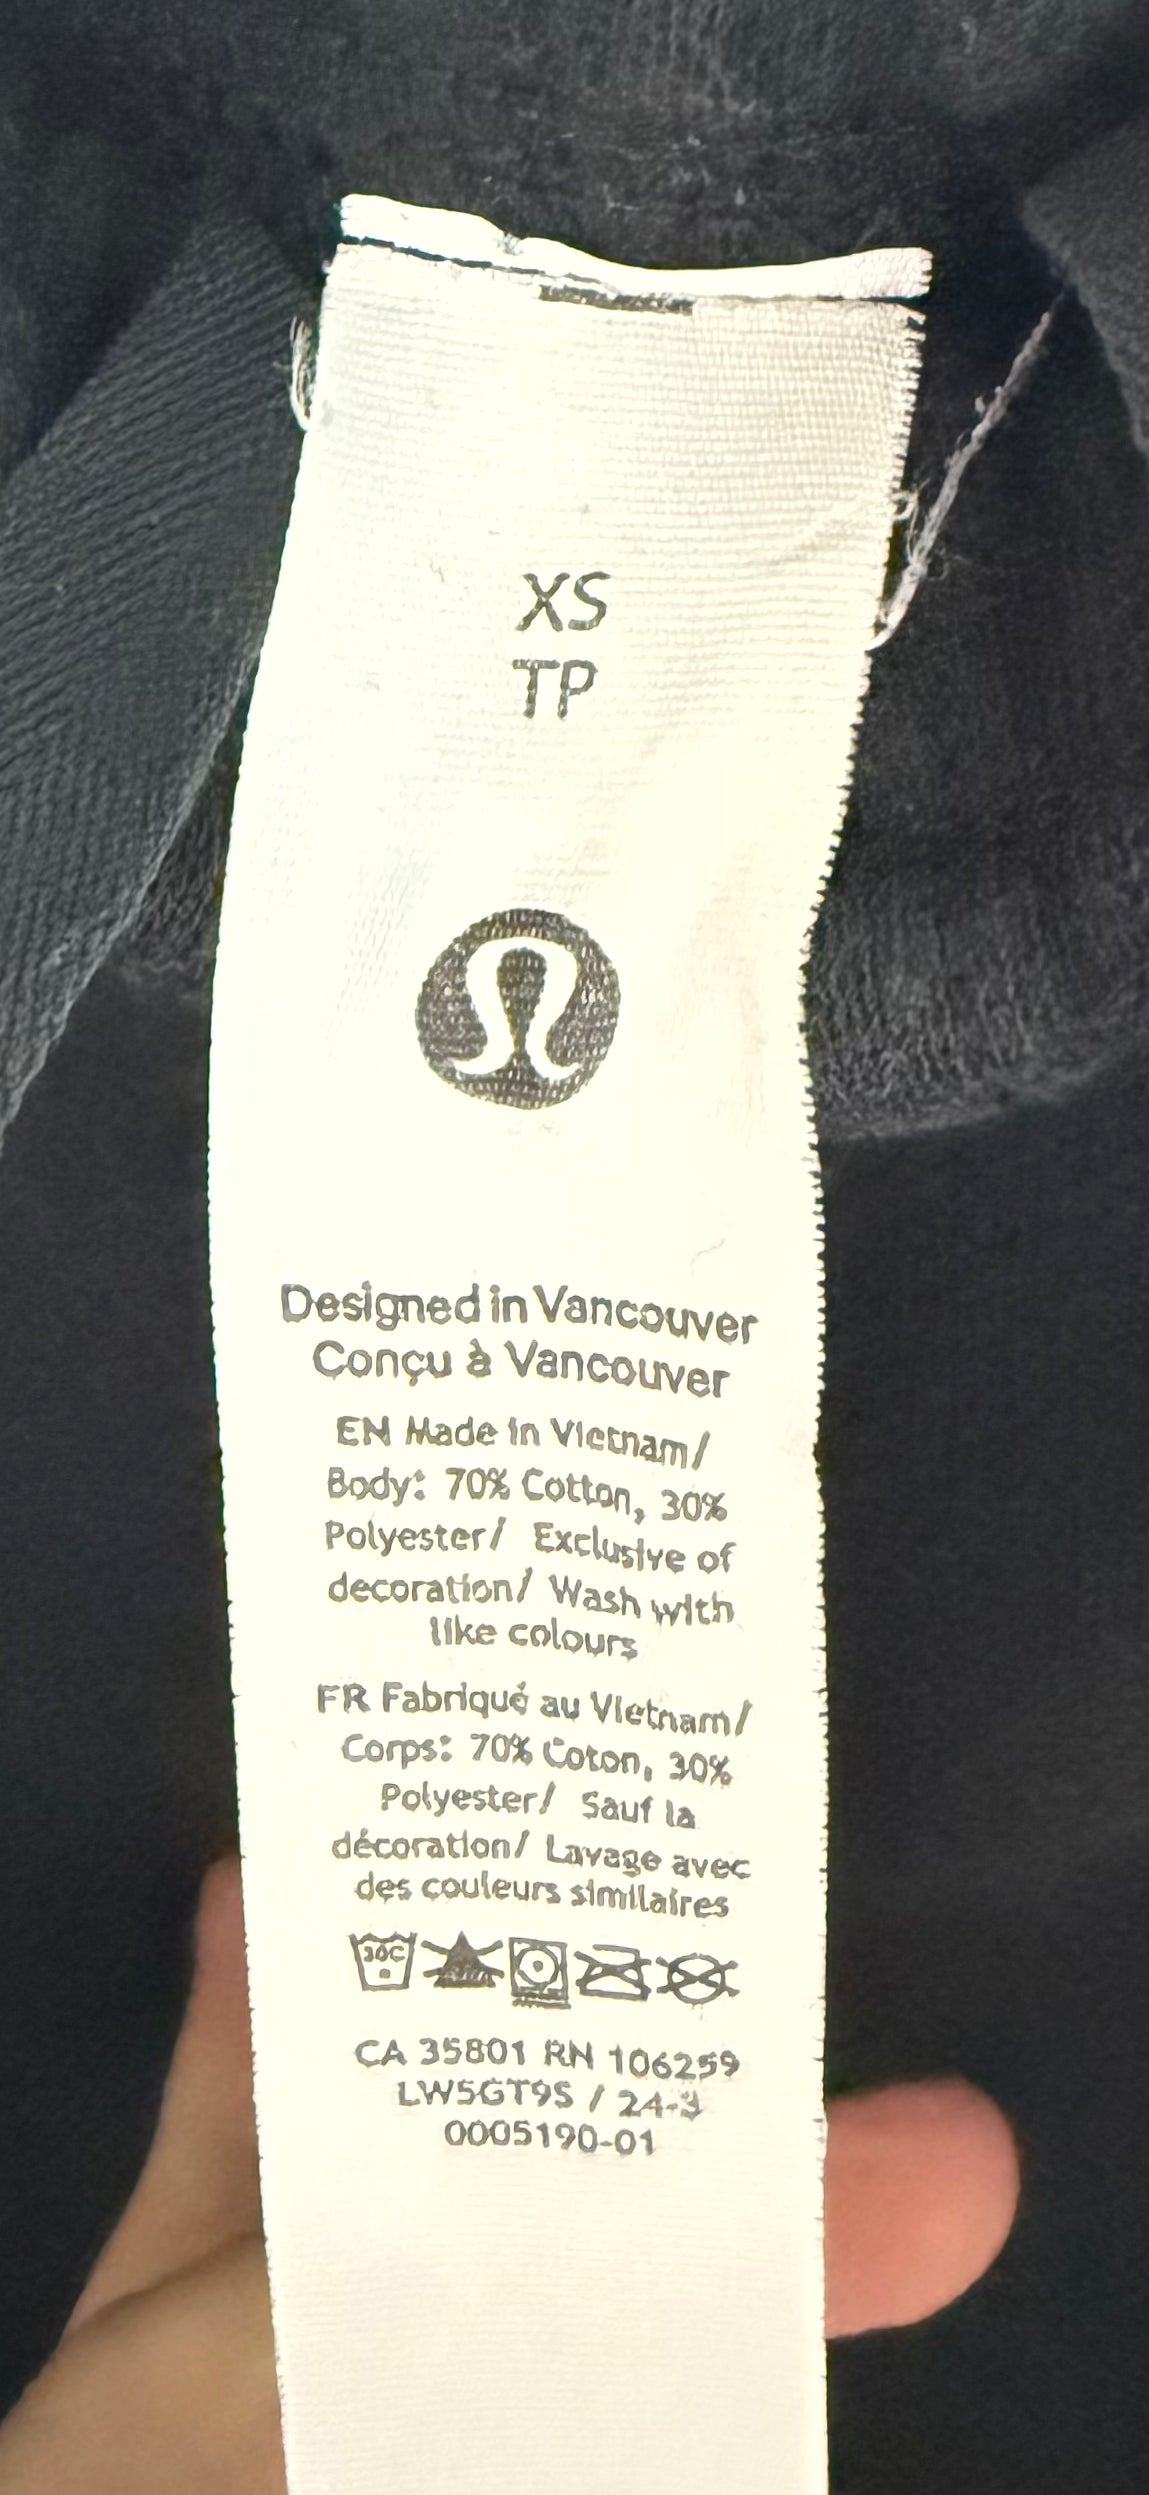 XS
TP
Designed in Vancouver
Conçu à Vancouver
EN Made in Vietnam/
Body: 70% Cotton, 30%
Polyester/ Exclusive of
decoration/ Wash with
like colours
FR Fabriqué au Vietnam/
Corps: 70% Coton, 30%
Polyester/ Sauf la
décoration/ Lavage avec
des couleurs similaires
30C
CA 35801 RN 106259
LW5GT9S / 24-3
0005190-01